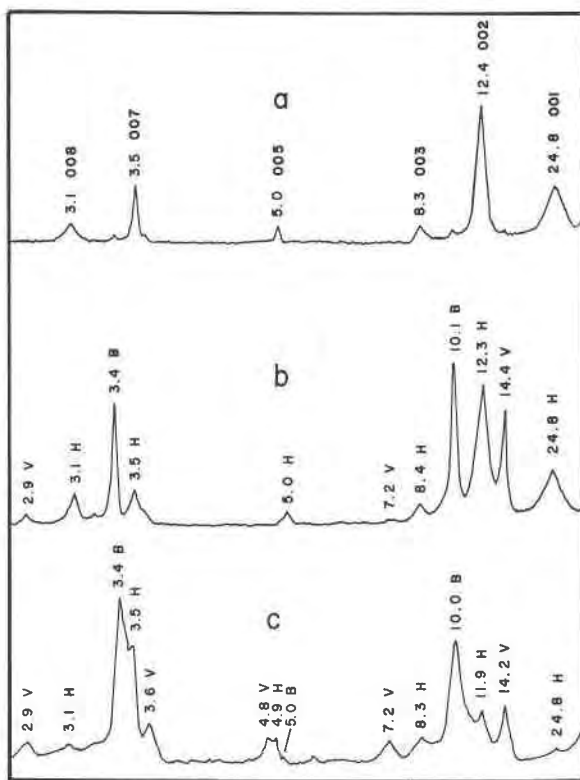 3.1 008
3.5 007
a
5.0 005
8.3 003
12.4 002
24.8 001
2.9 V
3.1 H
3.4 B
3.5 H
b
5.0 H
7.2 V
8.4 H
10.1 B
12.3 H
14.4 V
24.8 H
2.9 V
3.1 H
3.4 B
3.5 H
3.6 V
c
4.8 V
4.9 H
5.0 B
7.2 V
8.3 H
10.0 B
11.9 H
14.2 V
24.8 H